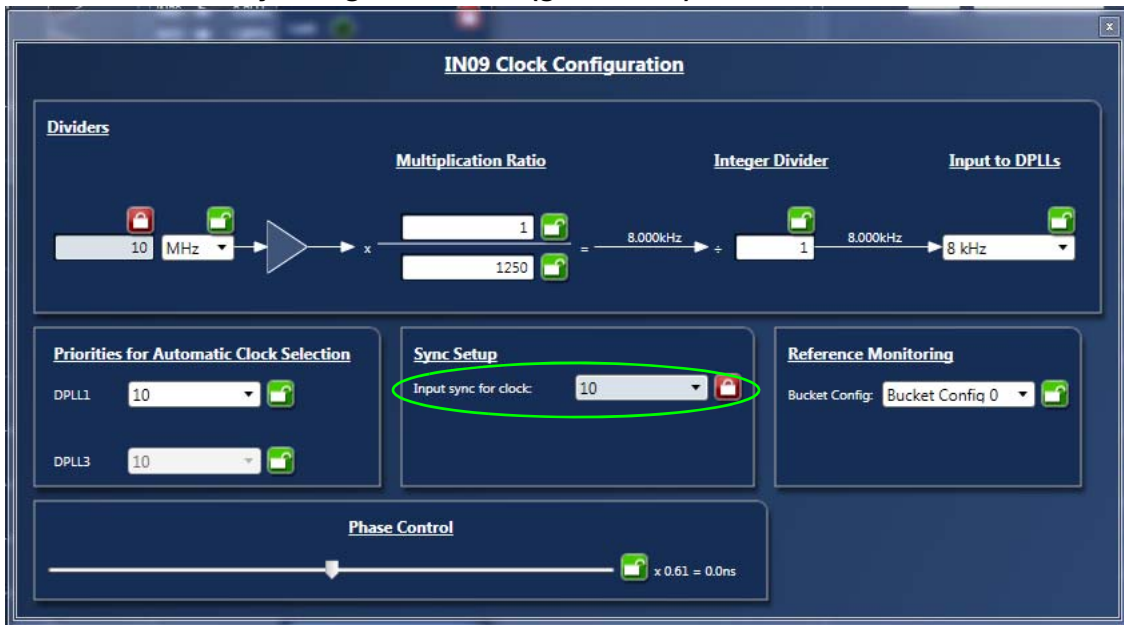 x
IN09 Clock Configuration
Dividers
Multiplication Ratio
Integer Divider
Input to DPLLs
10 MHz x 1 = 8.000kHz ÷ 1 8.000kHz 8 kHz
1250
Priorities for Automatic Clock Selection
DPLL1 10
DPLL3 10
Sync Setup
Input sync for clock: 10
Reference Monitoring
Bucket Config: Bucket Config 0
Phase Control
x 0.61 = 0.0ns